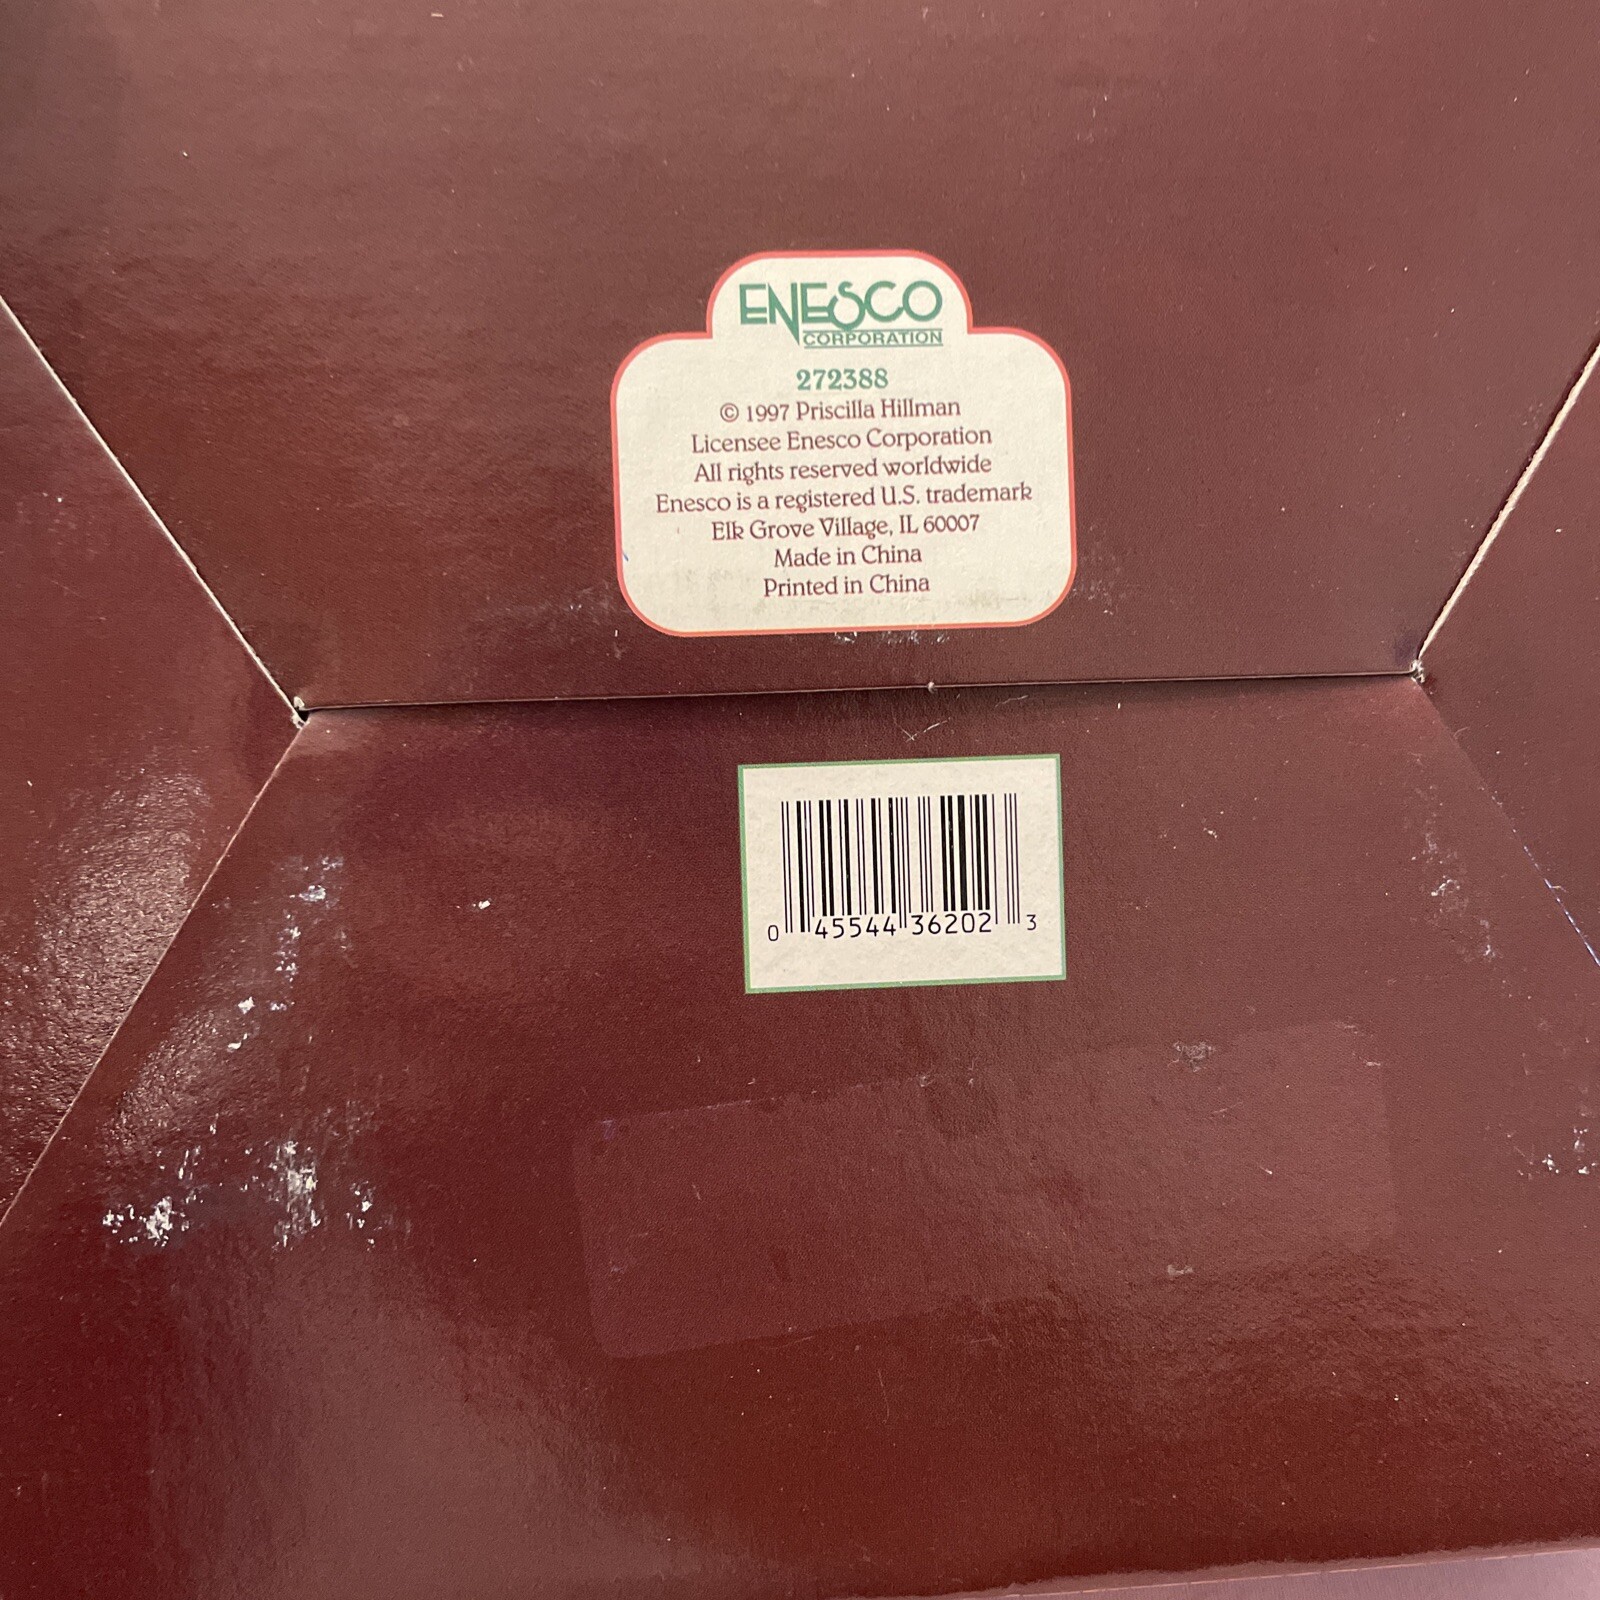 ENESCO
CORPORATION
272388
© 1997 Priscilla Hillman
Licensee Enesco Corporation
All rights reserved worldwide
Enesco is a registered U.S. trademark
Elk Grove Village, IL 60007
Made in China
Printed in China
0 45544 36202 3